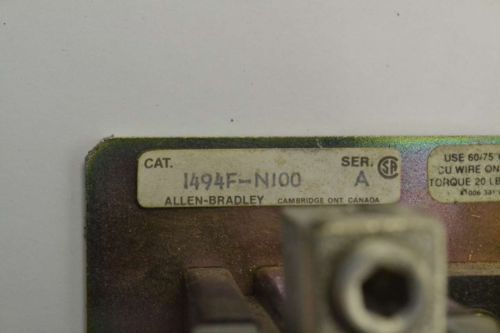 CAT. SER.
1494F-N100 A
ALLEN-BRADLEY CAMBRIDGE ONT. CANADA
USE 60/75
CU WIRE ON
TORQUE 20 LB